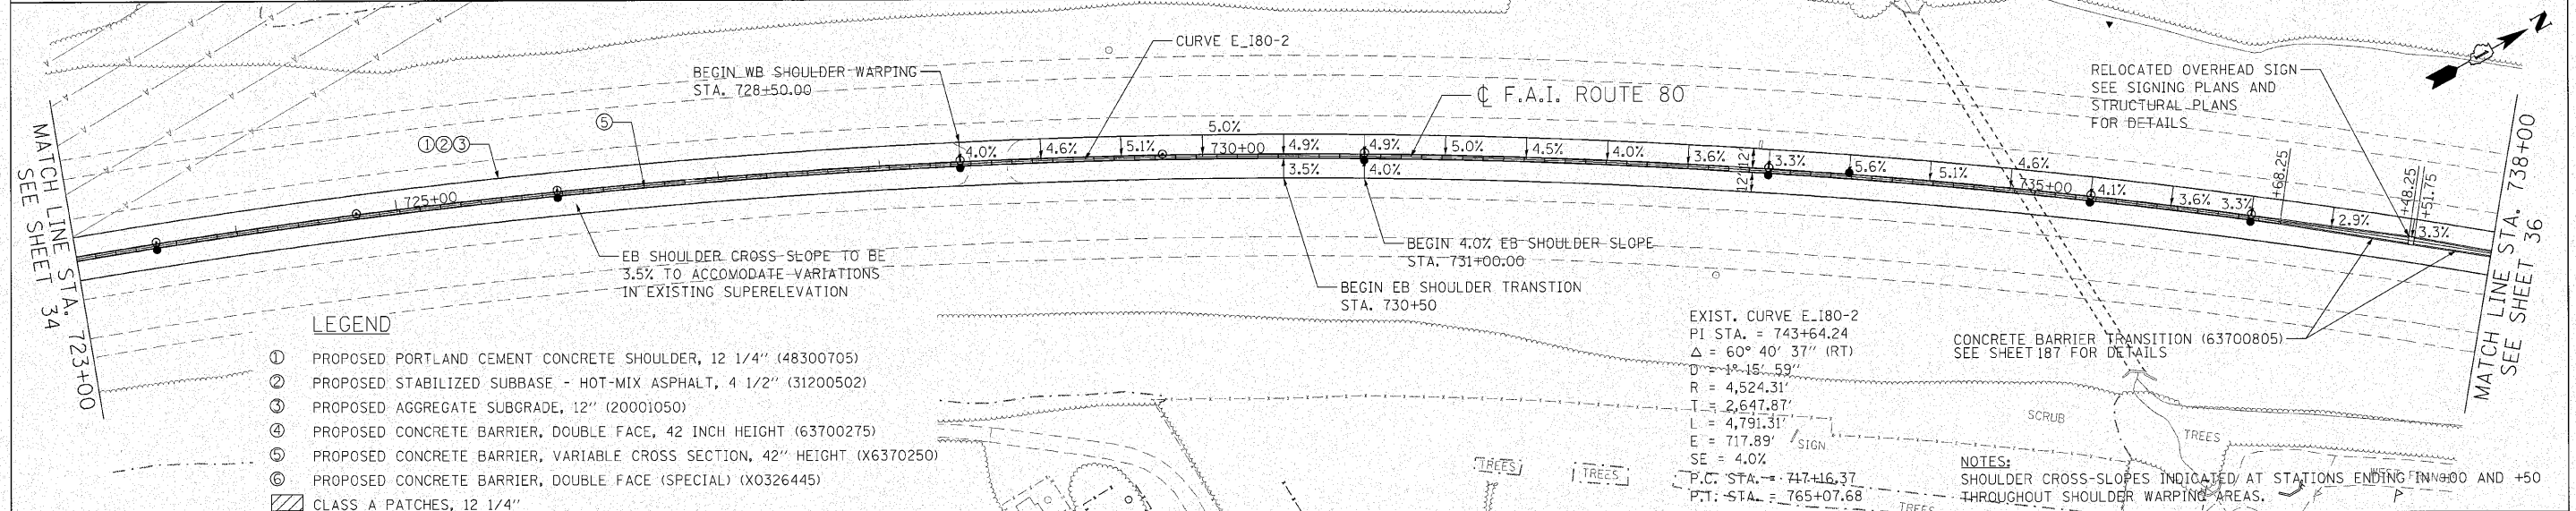 N
CURVE E_I80-2
BEGIN WB SHOULDER WARPING
STA. 728+50.00
℄ F.A.I. ROUTE 80
RELOCATED OVERHEAD SIGN
SEE SIGNING PLANS AND
STRUCTURAL PLANS
FOR DETAILS
MATCH LINE STA. 723+00
SEE SHEET 34
①②③
⑤
725+00
4.0%
4.6%
5.1%
5.0%
730+00
4.9%
4.9%
5.0%
4.5%
4.0%
3.6%
12'
12'
3.3%
5.6%
5.1%
4.6%
735+00
4.1%
3.6%
3.3%
+68.25
2.9%
+48.25
+51.75
3.3%
3.5%
4.0%
MATCH LINE STA. 738+00
SEE SHEET 36
EB SHOULDER CROSS SLOPE TO BE
3.5% TO ACCOMODATE VARIATIONS
IN EXISTING SUPERELEVATION
BEGIN 4.0% EB SHOULDER SLOPE
STA. 731+00.00
BEGIN EB SHOULDER TRANSTION
STA. 730+50
LEGEND
① PROPOSED PORTLAND CEMENT CONCRETE SHOULDER, 12 1/4" (48300705)
② PROPOSED STABILIZED SUBBASE - HOT-MIX ASPHALT, 4 1/2" (31200502)
③ PROPOSED AGGREGATE SUBGRADE, 12" (20001050)
④ PROPOSED CONCRETE BARRIER, DOUBLE FACE, 42 INCH HEIGHT (63700275)
⑤ PROPOSED CONCRETE BARRIER, VARIABLE CROSS SECTION, 42" HEIGHT (X6370250)
⑥ PROPOSED CONCRETE BARRIER, DOUBLE FACE (SPECIAL) (X0326445)
CLASS A PATCHES, 12 1/4"
EXIST. CURVE E_I80-2
PI STA. = 743+64.24
Δ = 60° 40' 37" (RT)
D = 1° 15' 59"
R = 4,524.31'
T = 2,647.87'
L = 4,791.31'
E = 717.89'
SE = 4.0%
P.C. STA. = 717+16.37
P.T. STA. = 765+07.68
SIGN
TREES
TREES
TREES
CONCRETE BARRIER TRANSITION (63700805)
SEE SHEET 187 FOR DETAILS
SCRUB
TREES
NOTES:
SHOULDER CROSS-SLOPES INDICATED AT STATIONS ENDING IN +00 AND +50
THROUGHOUT SHOULDER WARPING AREAS.
P